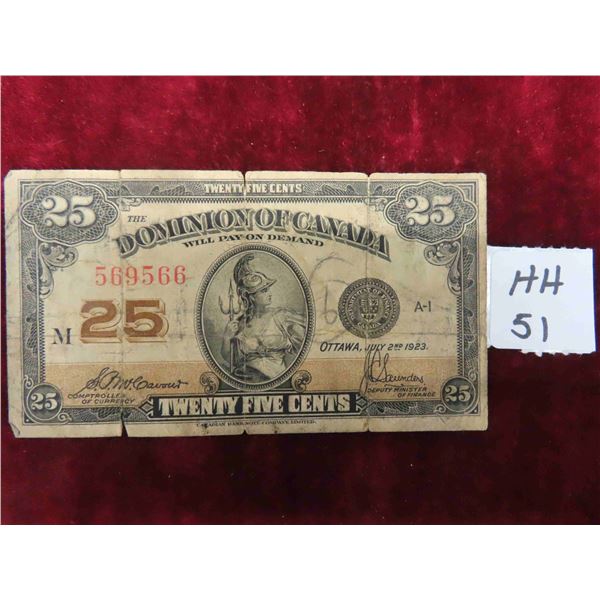 TWENTY FIVE CENTS
25 25
THE
DOMINION OF CANADA
WILL PAY ON DEMAND
569566
M 25
A-1
OTTAWA, JULY 2ND 1923.
COMPTROLLER
OF CURRENCY
Saunders
DEPUTY MINISTER
OF FINANCE
25 TWENTY FIVE CENTS 25
CANADIAN BANK NOTE COMPANY, LIMITED.
HH
51